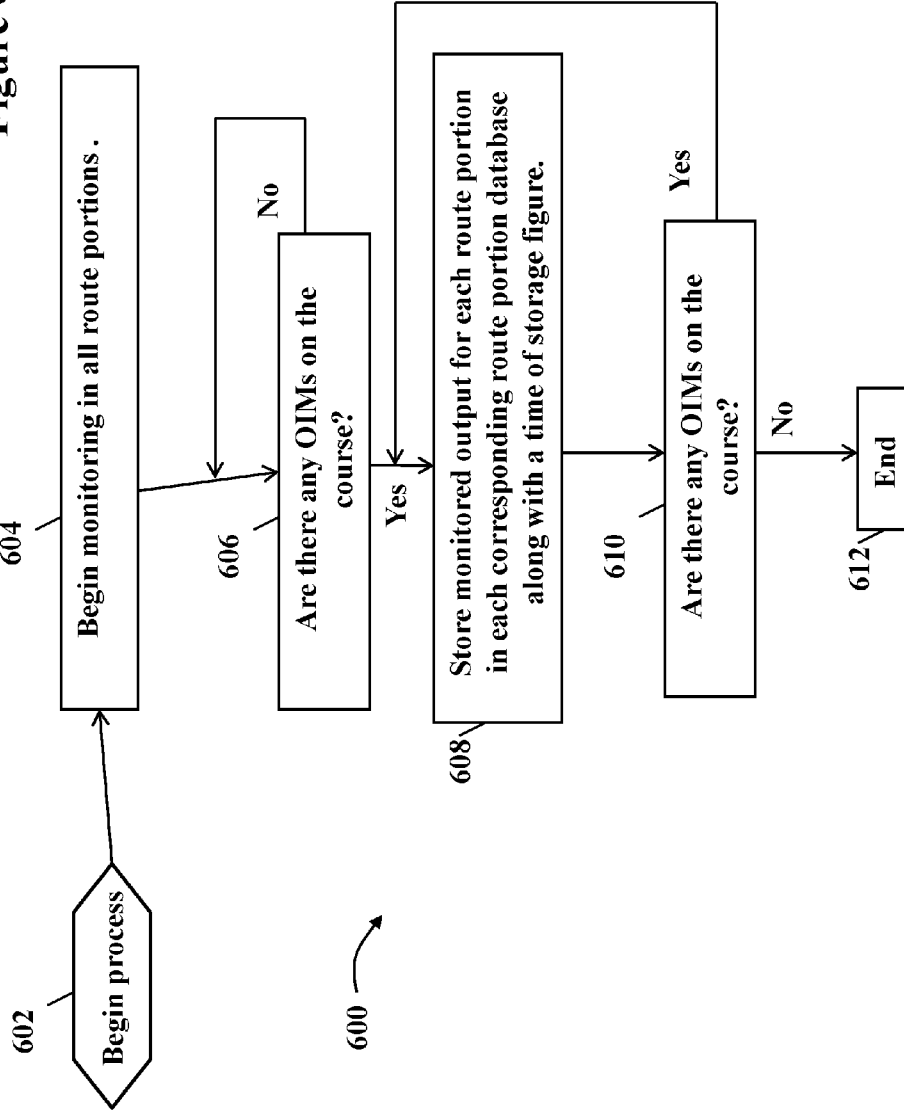 Figure
602
Begin process
604
Begin monitoring in all route portions .
606
Are there any OIMs on the
course?
No
Yes
608
Store monitored output for each route portion
in each corresponding route portion database
along with a time of storage figure.
610
Are there any OIMs on the
course?
Yes
No
612
End
600